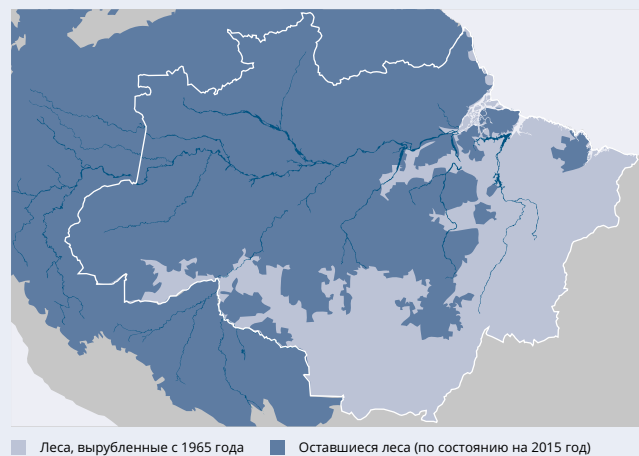 Леса, вырубленные с 1965 года
Оставшиеся леса (по состоянию на 2015 год)